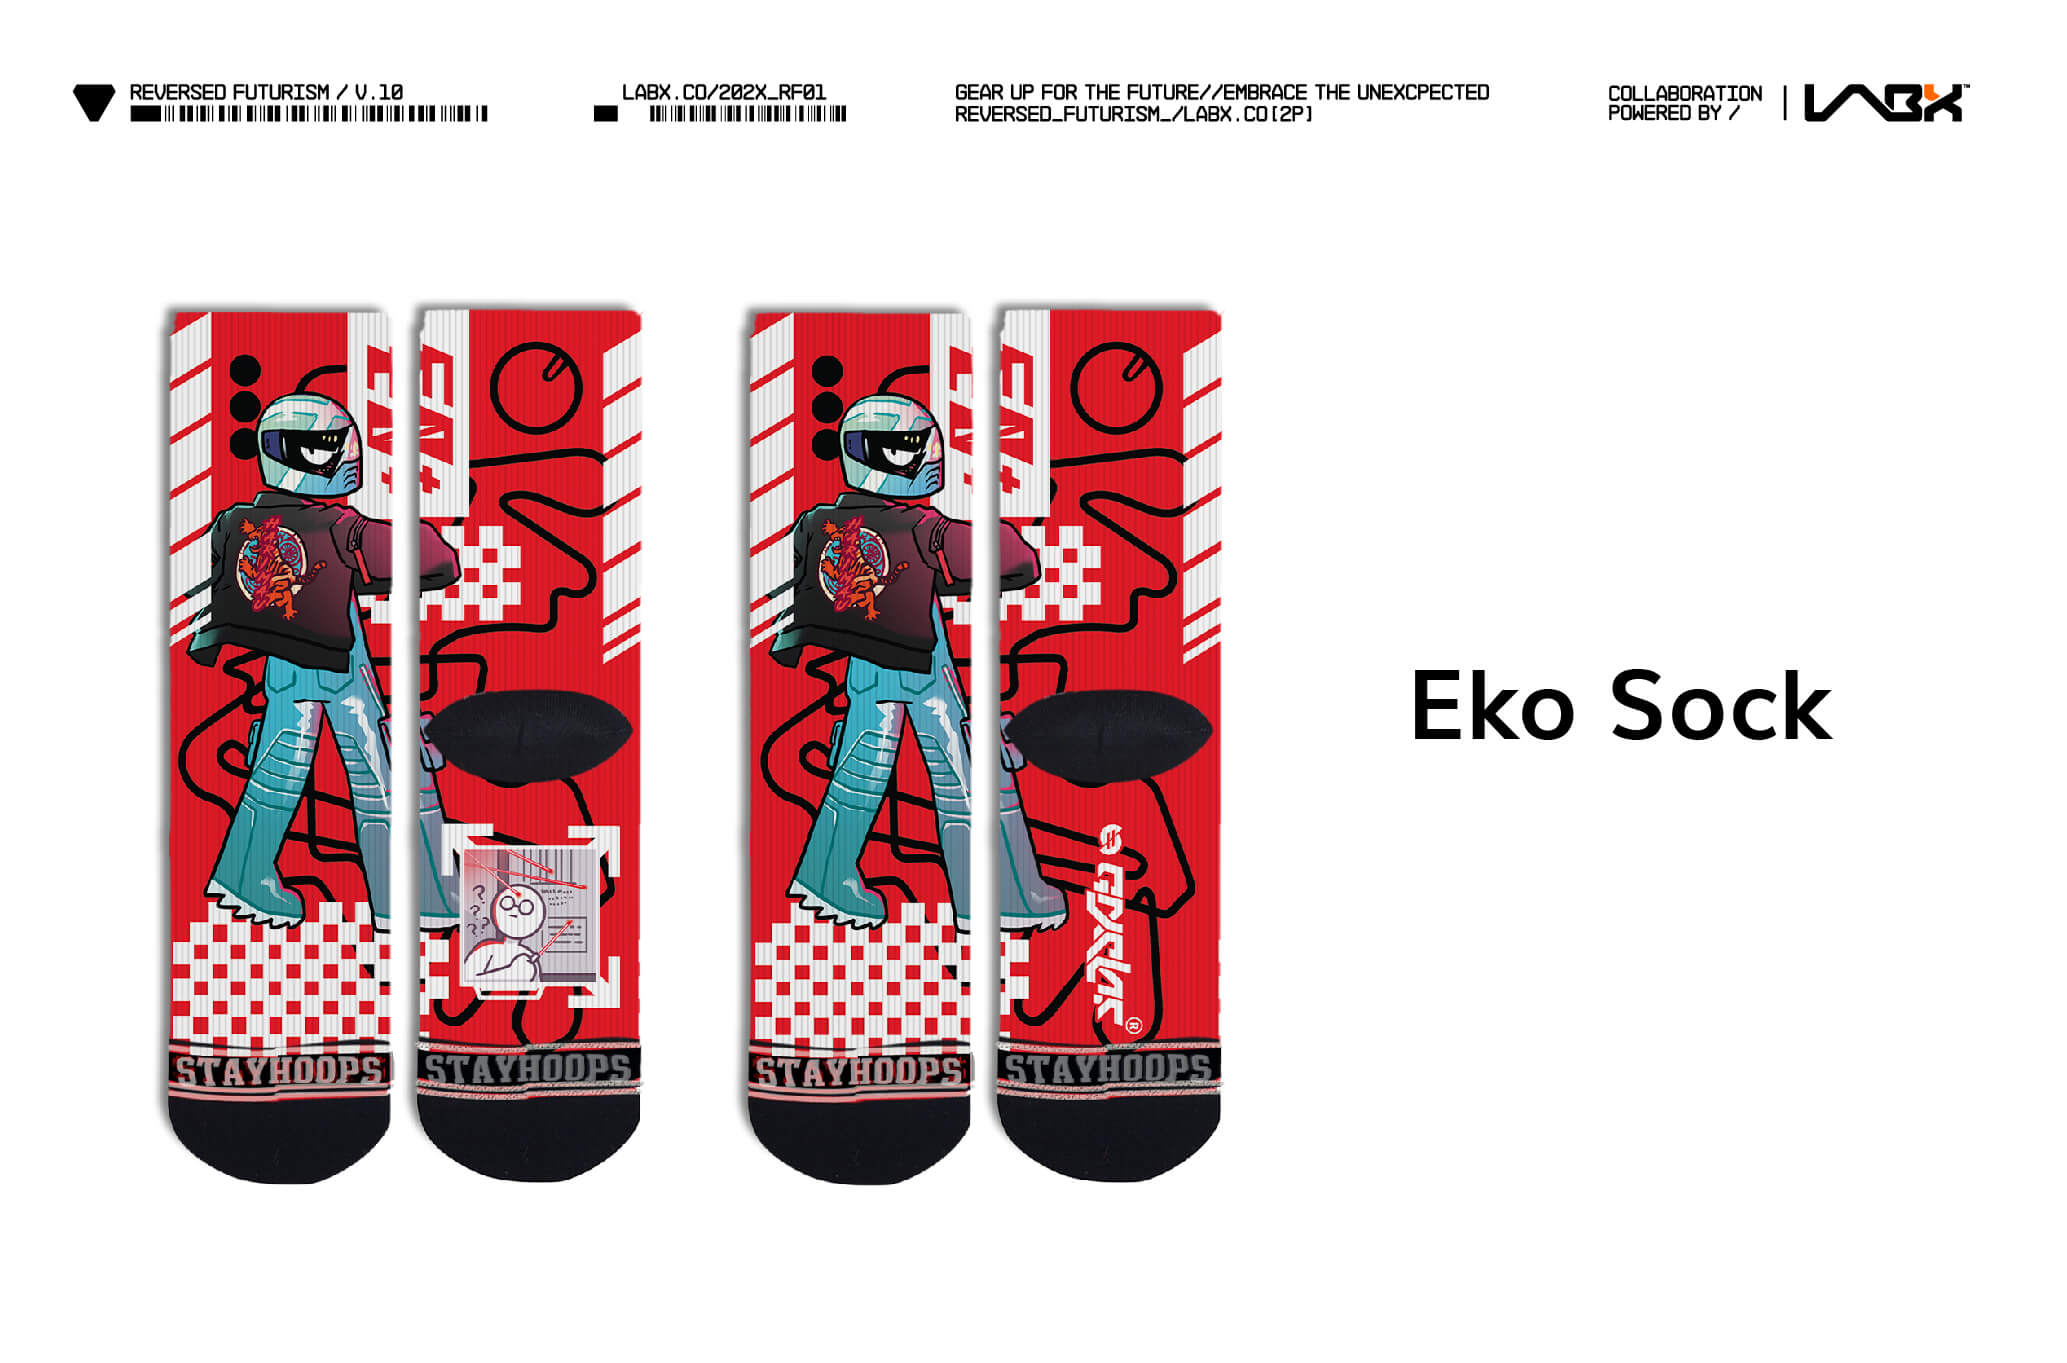 REVERSED FUTURISM / V.10
LABX.CO/202X_RF01
GEAR UP FOR THE FUTURE//EMBRACE THE UNEXCPECTED
REVERSED_FUTURISM_/LABX.CO[2P]
COLLABORATION
POWERED BY /
LABX™
Eko Sock
? ? ? ? ?
STAYHOOPS
STAYHOOPS
STAYHOOPS
STAYHOOPS
®